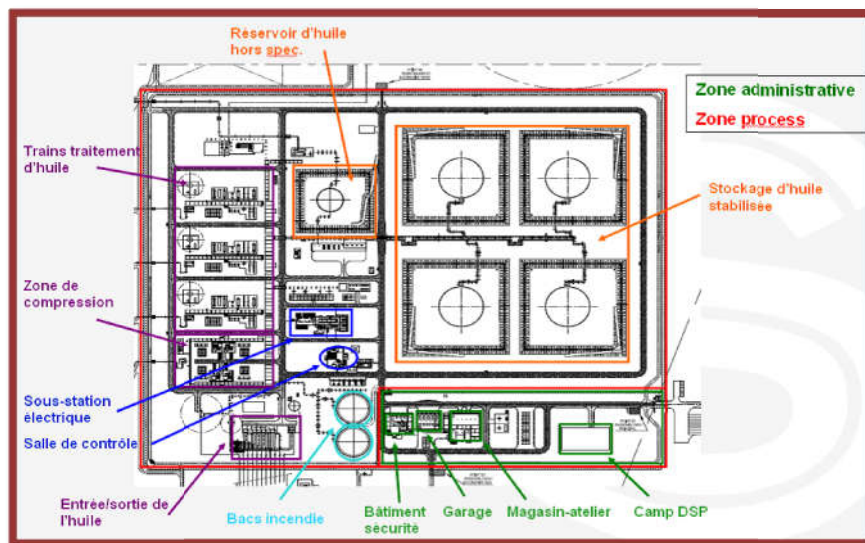 Réservoir d'huile
hors spec.
Zone administrative
Zone process
Trains traitement
d'huile
Stockage d'huile
stabilisée
Zone de
compression
Sous-station
électrique
Salle de contrôle
Entrée/sortie de
l'huile
Bacs incendie
Bâtiment
sécurité
Garage
Magasin-atelier
Camp DSP